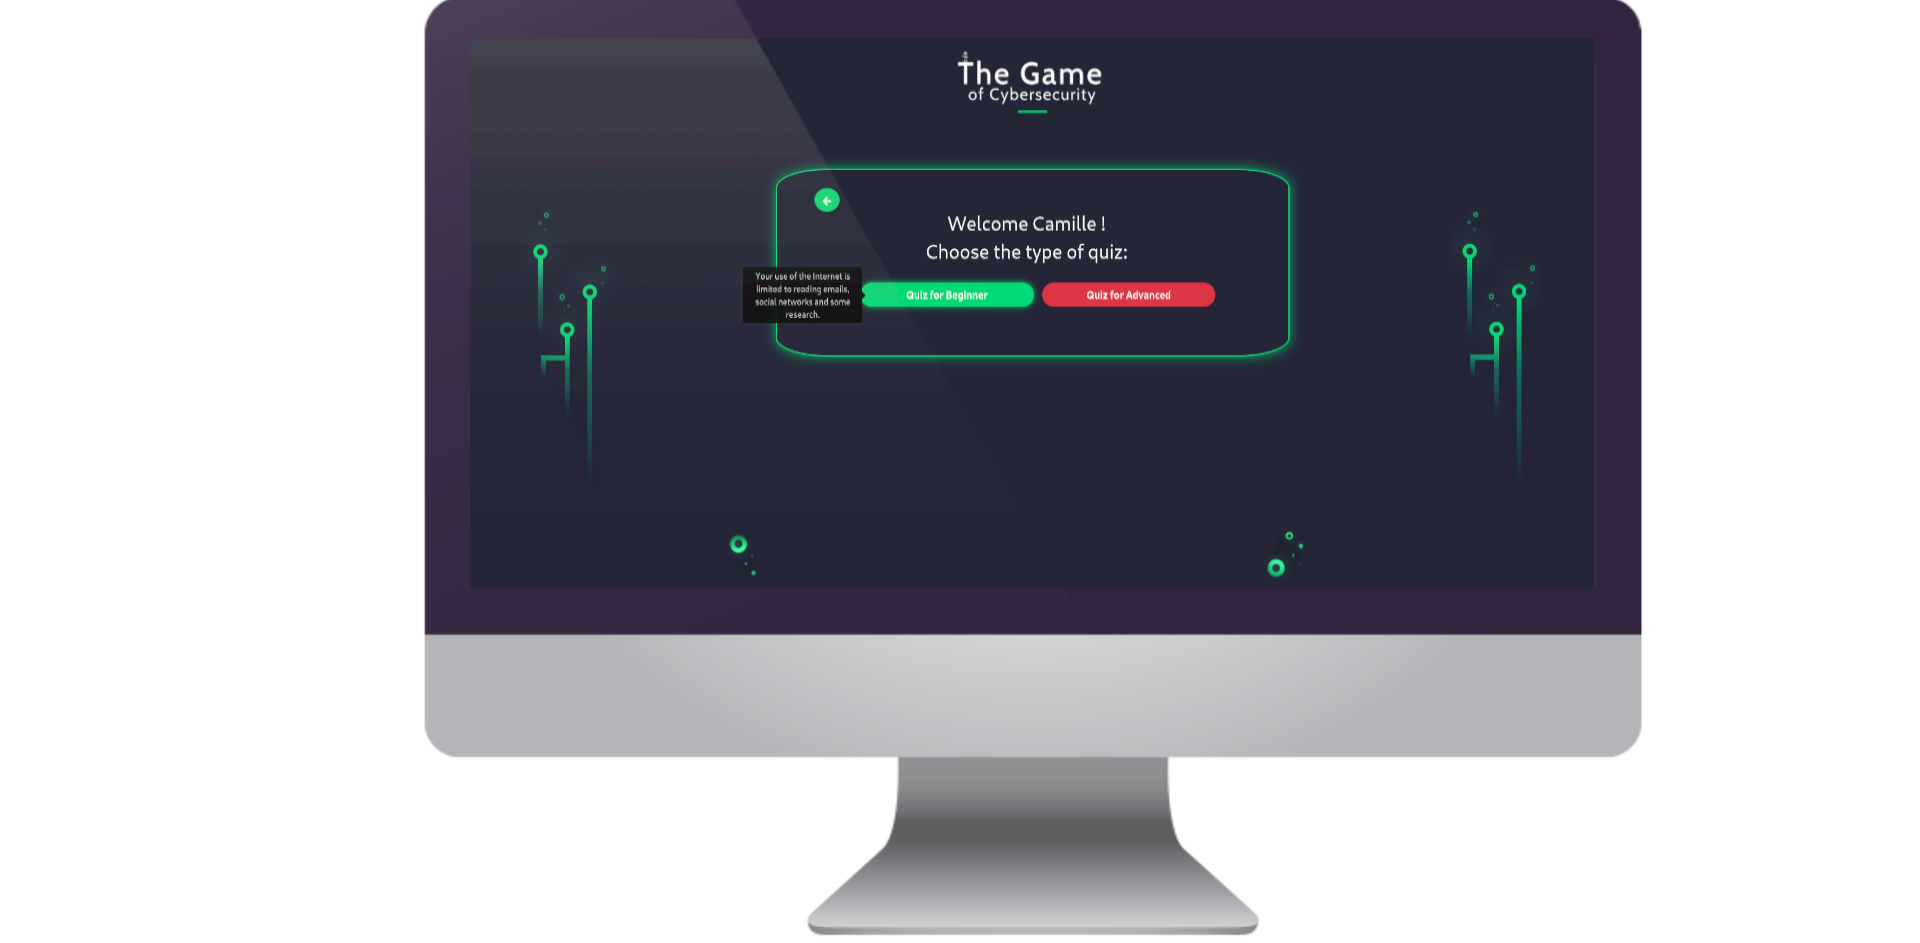 The Game
of Cybersecurity
Welcome Camille !
Choose the type of quiz:
Your use of the Internet is
limited to reading emails,
social networks and some
research.
Quiz for Beginner
Quiz for Advanced